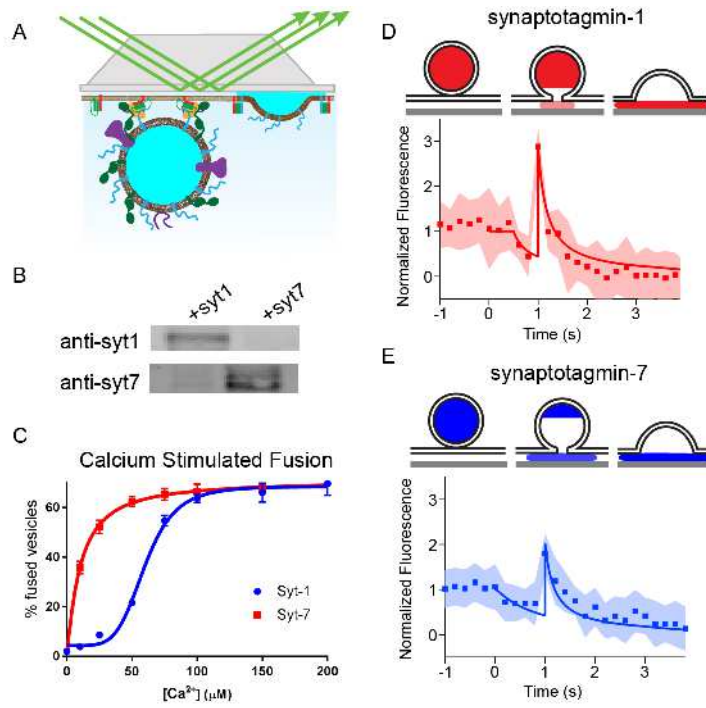 A
B
+syt1 +syt7
anti-syt1
anti-syt7
C
Calcium Stimulated Fusion
% fused vesicles
60
40
20
0
Syt-1
Syt-7
0 50 100 150 200
[Ca²⁺] (μM)
D
synaptotagmin-1
Normalized Fluorescence
3
2
1
0
-1 0 1 2 3
Time (s)
E
synaptotagmin-7
Normalized Fluorescence
3
2
1
0
-1 0 1 2 3
Time (s)